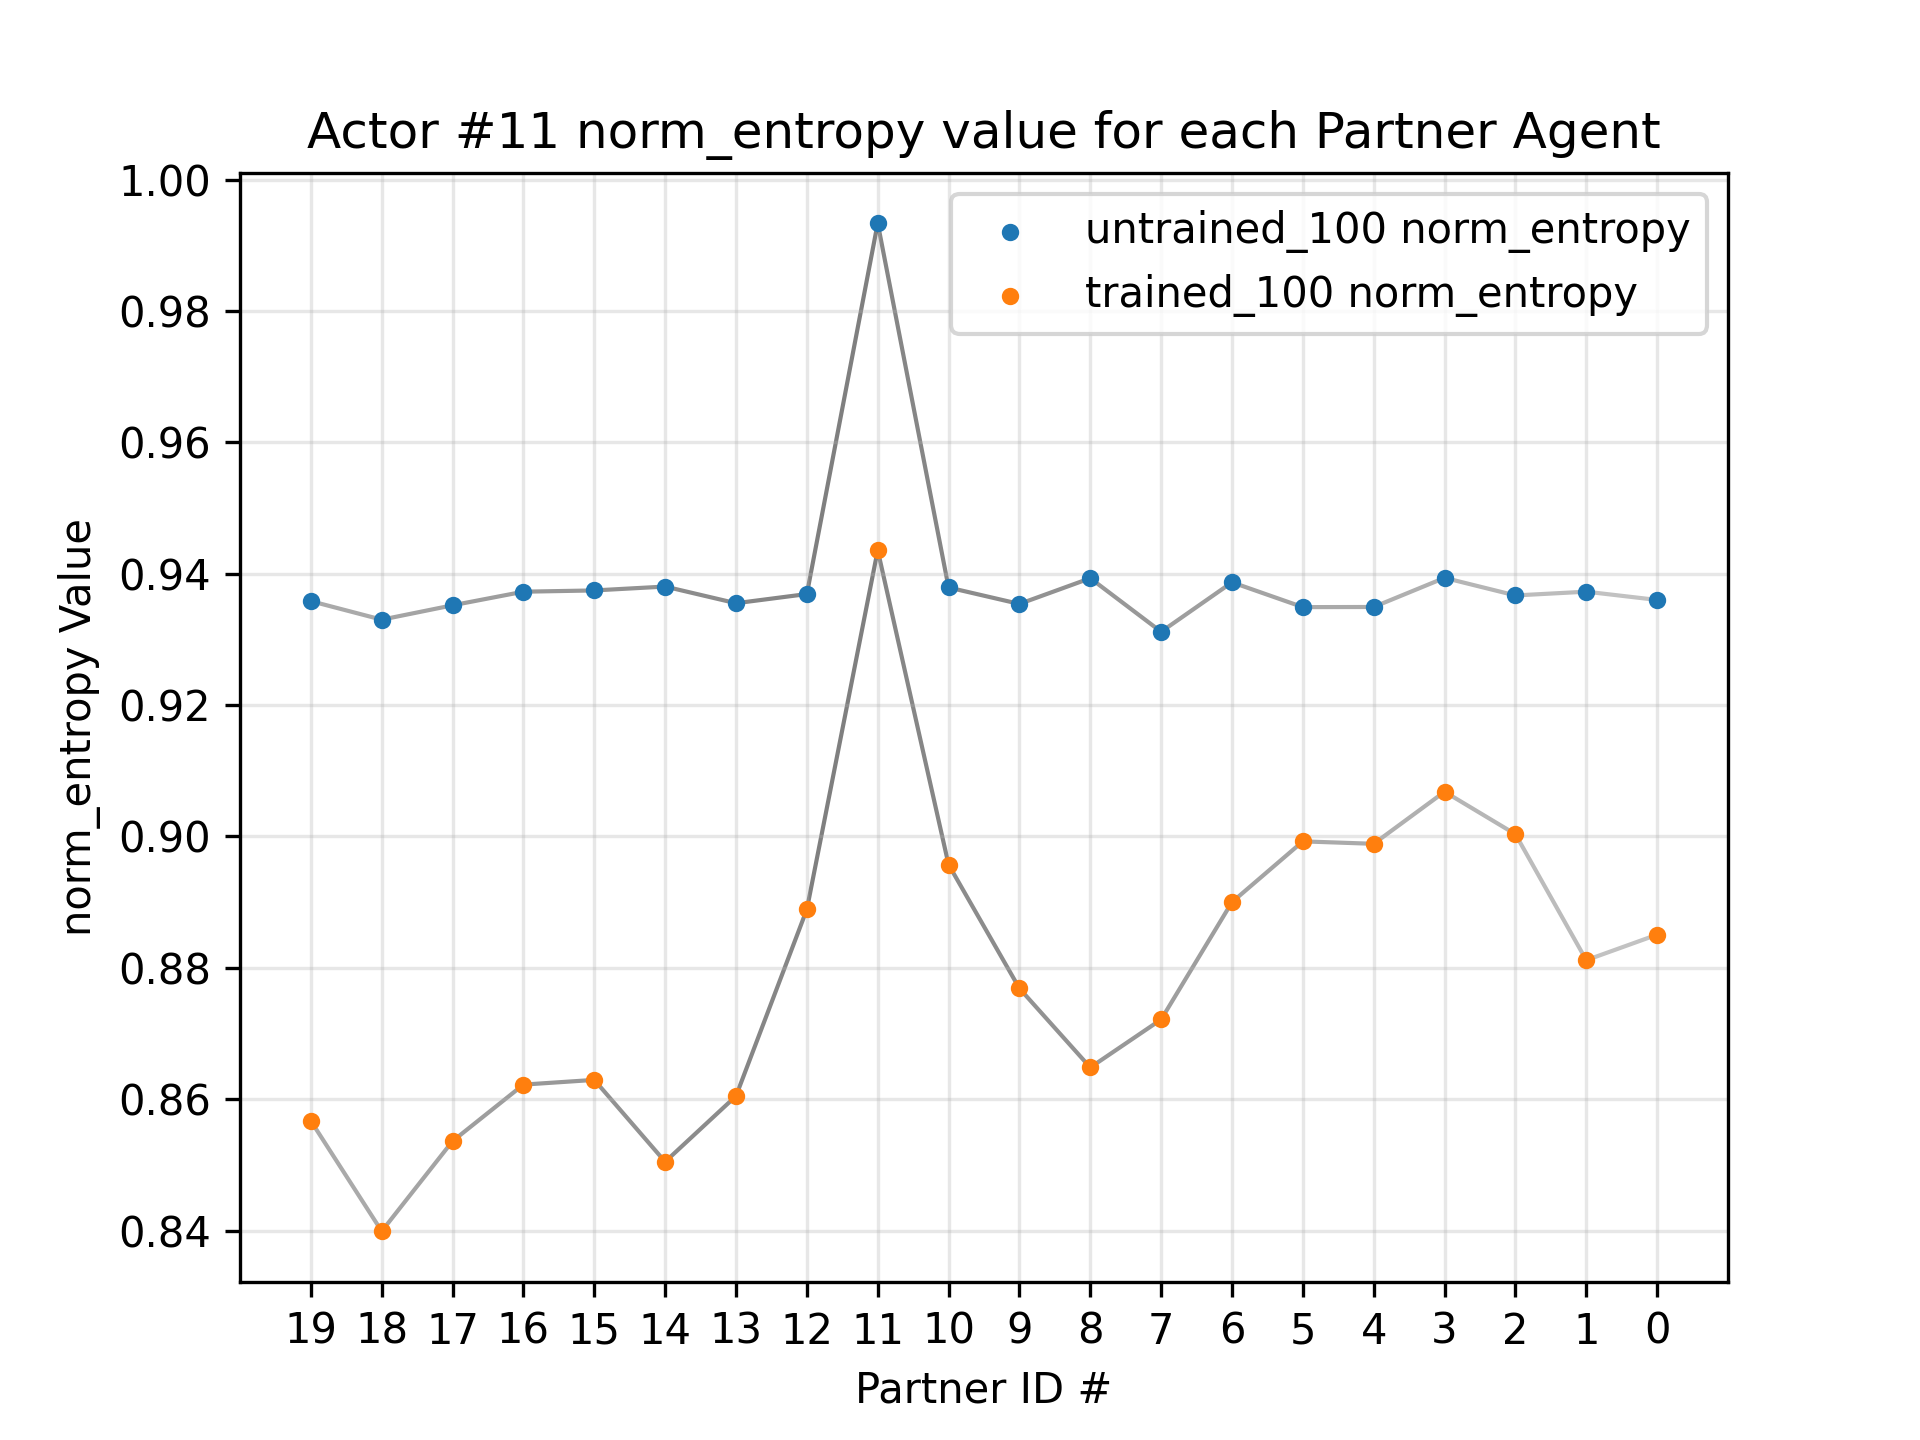 Actor #11 norm_entropy value for each Partner Agent
untrained_100 norm_entropy
trained_100 norm_entropy
norm_entropy Value
1.00
0.98
0.96
0.94
0.92
0.90
0.88
0.86
0.84
19 18 17 16 15 14 13 12 11 10 9 8 7 6 5 4 3 2 1 0
Partner ID #